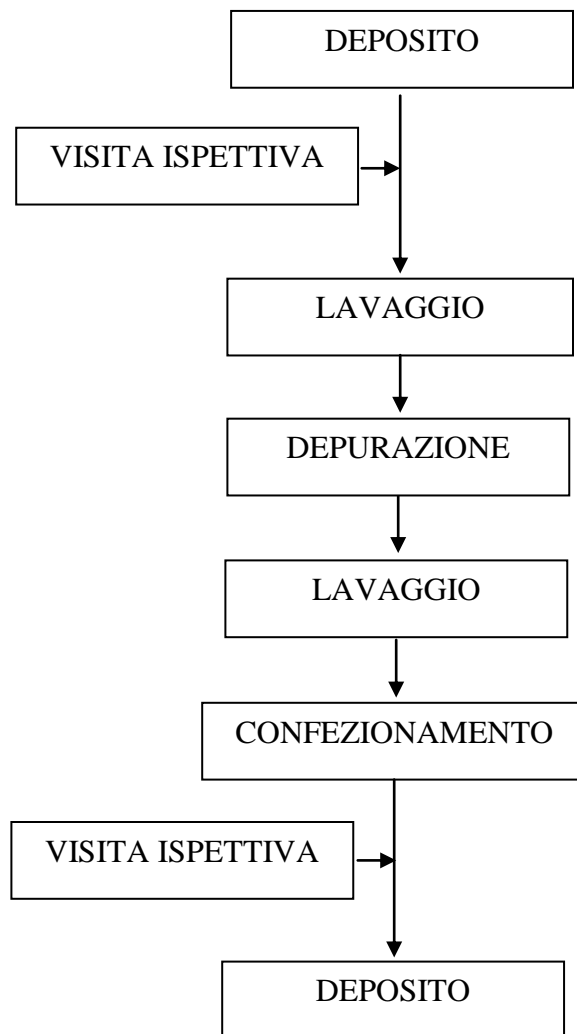 DEPOSITO
VISITA ISPETTIVA
LAVAGGIO
DEPURAZIONE
LAVAGGIO
CONFEZIONAMENTO
VISITA ISPETTIVA
DEPOSITO